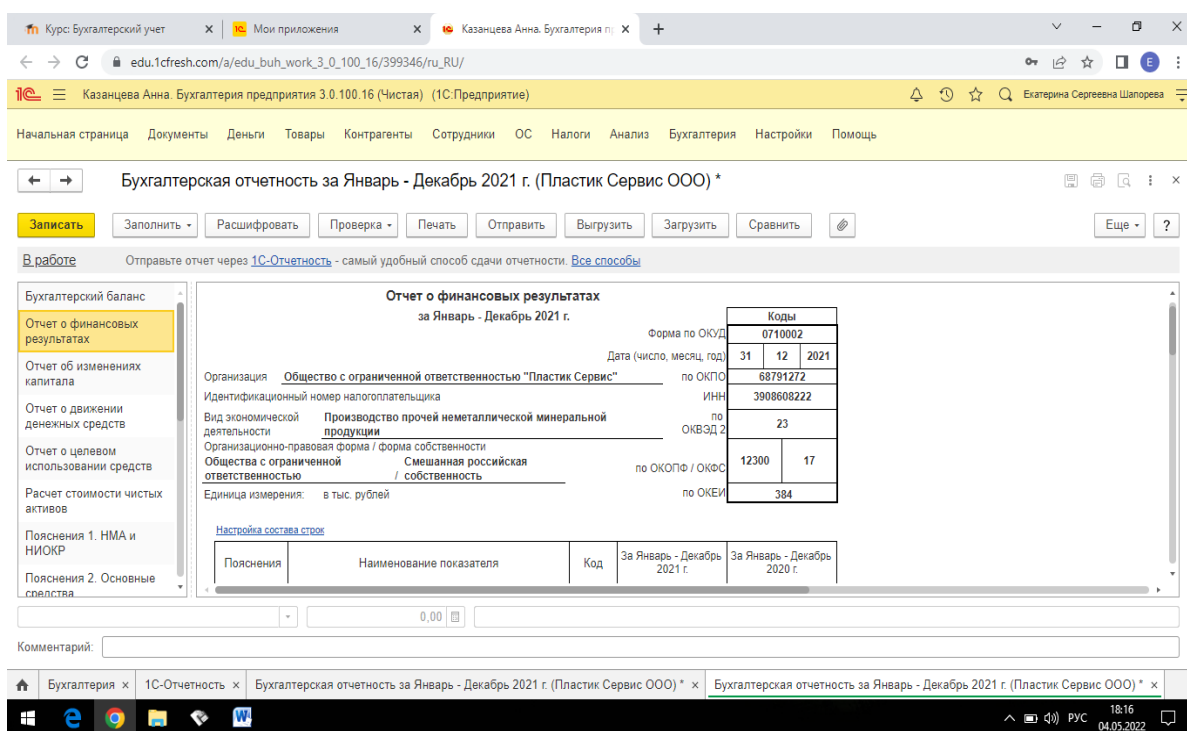 Курс: Бухгалтерский учет
Мои приложения
Казанцева Анна. Бухгалтерия п
edu.1cfresh.com/a/edu_buh_work_3_0_100_16/399346/ru_RU/
E
Казанцева Анна. Бухгалтерия предприятия 3.0.100.16 (Чистая) (1С:Предприятие)
Екатерина Сергеевна Шапорева
Начальная страница Документы Деньги Товары Контрагенты Сотрудники ОС Налоги Анализ Бухгалтерия Настройки Помощь
Бухгалтерская отчетность за Январь - Декабрь 2021 г. (Пластик Сервис ООО) *
Записать Заполнить Расшифровать Проверка Печать Отправить Выгрузить Загрузить Сравнить Еще ?
В работе Отправьте отчет через 1С-Отчетность - самый удобный способ сдачи отчетности. Все способы
Бухгалтерский баланс
Отчет о финансовых
результатах
Отчет об изменениях
капитала
Отчет о движении
денежных средств
Отчет о целевом
использовании средств
Расчет стоимости чистых
активов
Пояснения 1. НМА и
НИОКР
Пояснения 2. Основные
средства
Отчет о финансовых результатах
за Январь - Декабрь 2021 г.
Коды
Форма по ОКУД 0710002
Дата (число, месяц, год) 31 12 2021
Организация Общество с ограниченной ответственностью "Пластик Сервис" по ОКПО 68791272
Идентификационный номер налогоплательщика ИНН 3908608222
Вид экономической деятельности Производство прочей неметаллической минеральной продукции по ОКВЭД 2 23
Организационно-правовая форма / форма собственности
Общества с ограниченной ответственностью / Смешанная российская собственность по ОКОПФ / ОКФС 12300 17
Единица измерения: в тыс. рублей по ОКЕИ 384
Настройка состава строк
Пояснения Наименование показателя Код За Январь - Декабрь 2021 г. За Январь - Декабрь 2020 г.
0,00
Комментарий:
Бухгалтерия × 1С-Отчетность × Бухгалтерская отчетность за Январь - Декабрь 2021 г. (Пластик Сервис ООО) * × Бухгалтерская отчетность за Январь - Декабрь 2021 г. (Пластик Сервис ООО) * ×
РУС
18:16
04.05.2022